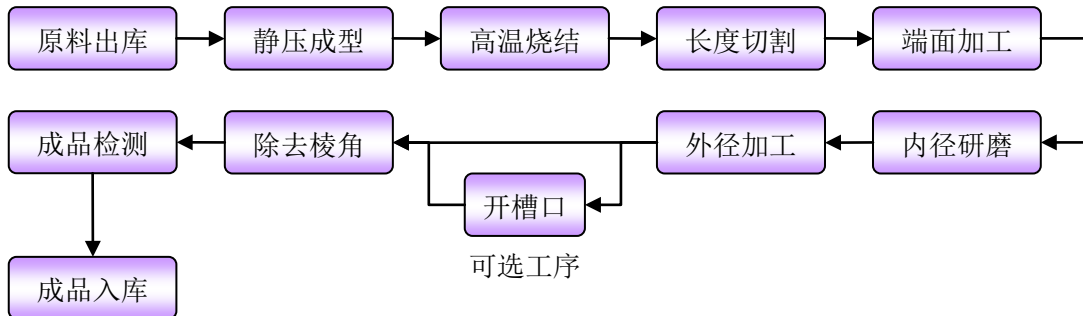 原料出库
静压成型
高温烧结
长度切割
端面加工
内径研磨
外径加工
开槽口
可选工序
除去棱角
成品检测
成品入库